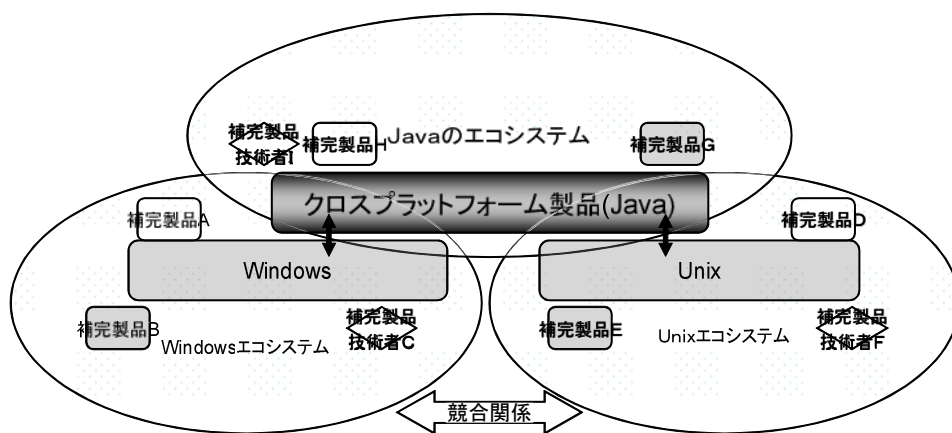 補完製品
技術者I
補完製品H
Javaのエコシステム
補完製品G
クロスプラットフォーム製品(Java)
補完製品A
補完製品D
Windows
Unix
補完製品B
補完製品
技術者C
Windowsエコシステム
補完製品E
Unixエコシステム
補完製品
技術者F
競合関係